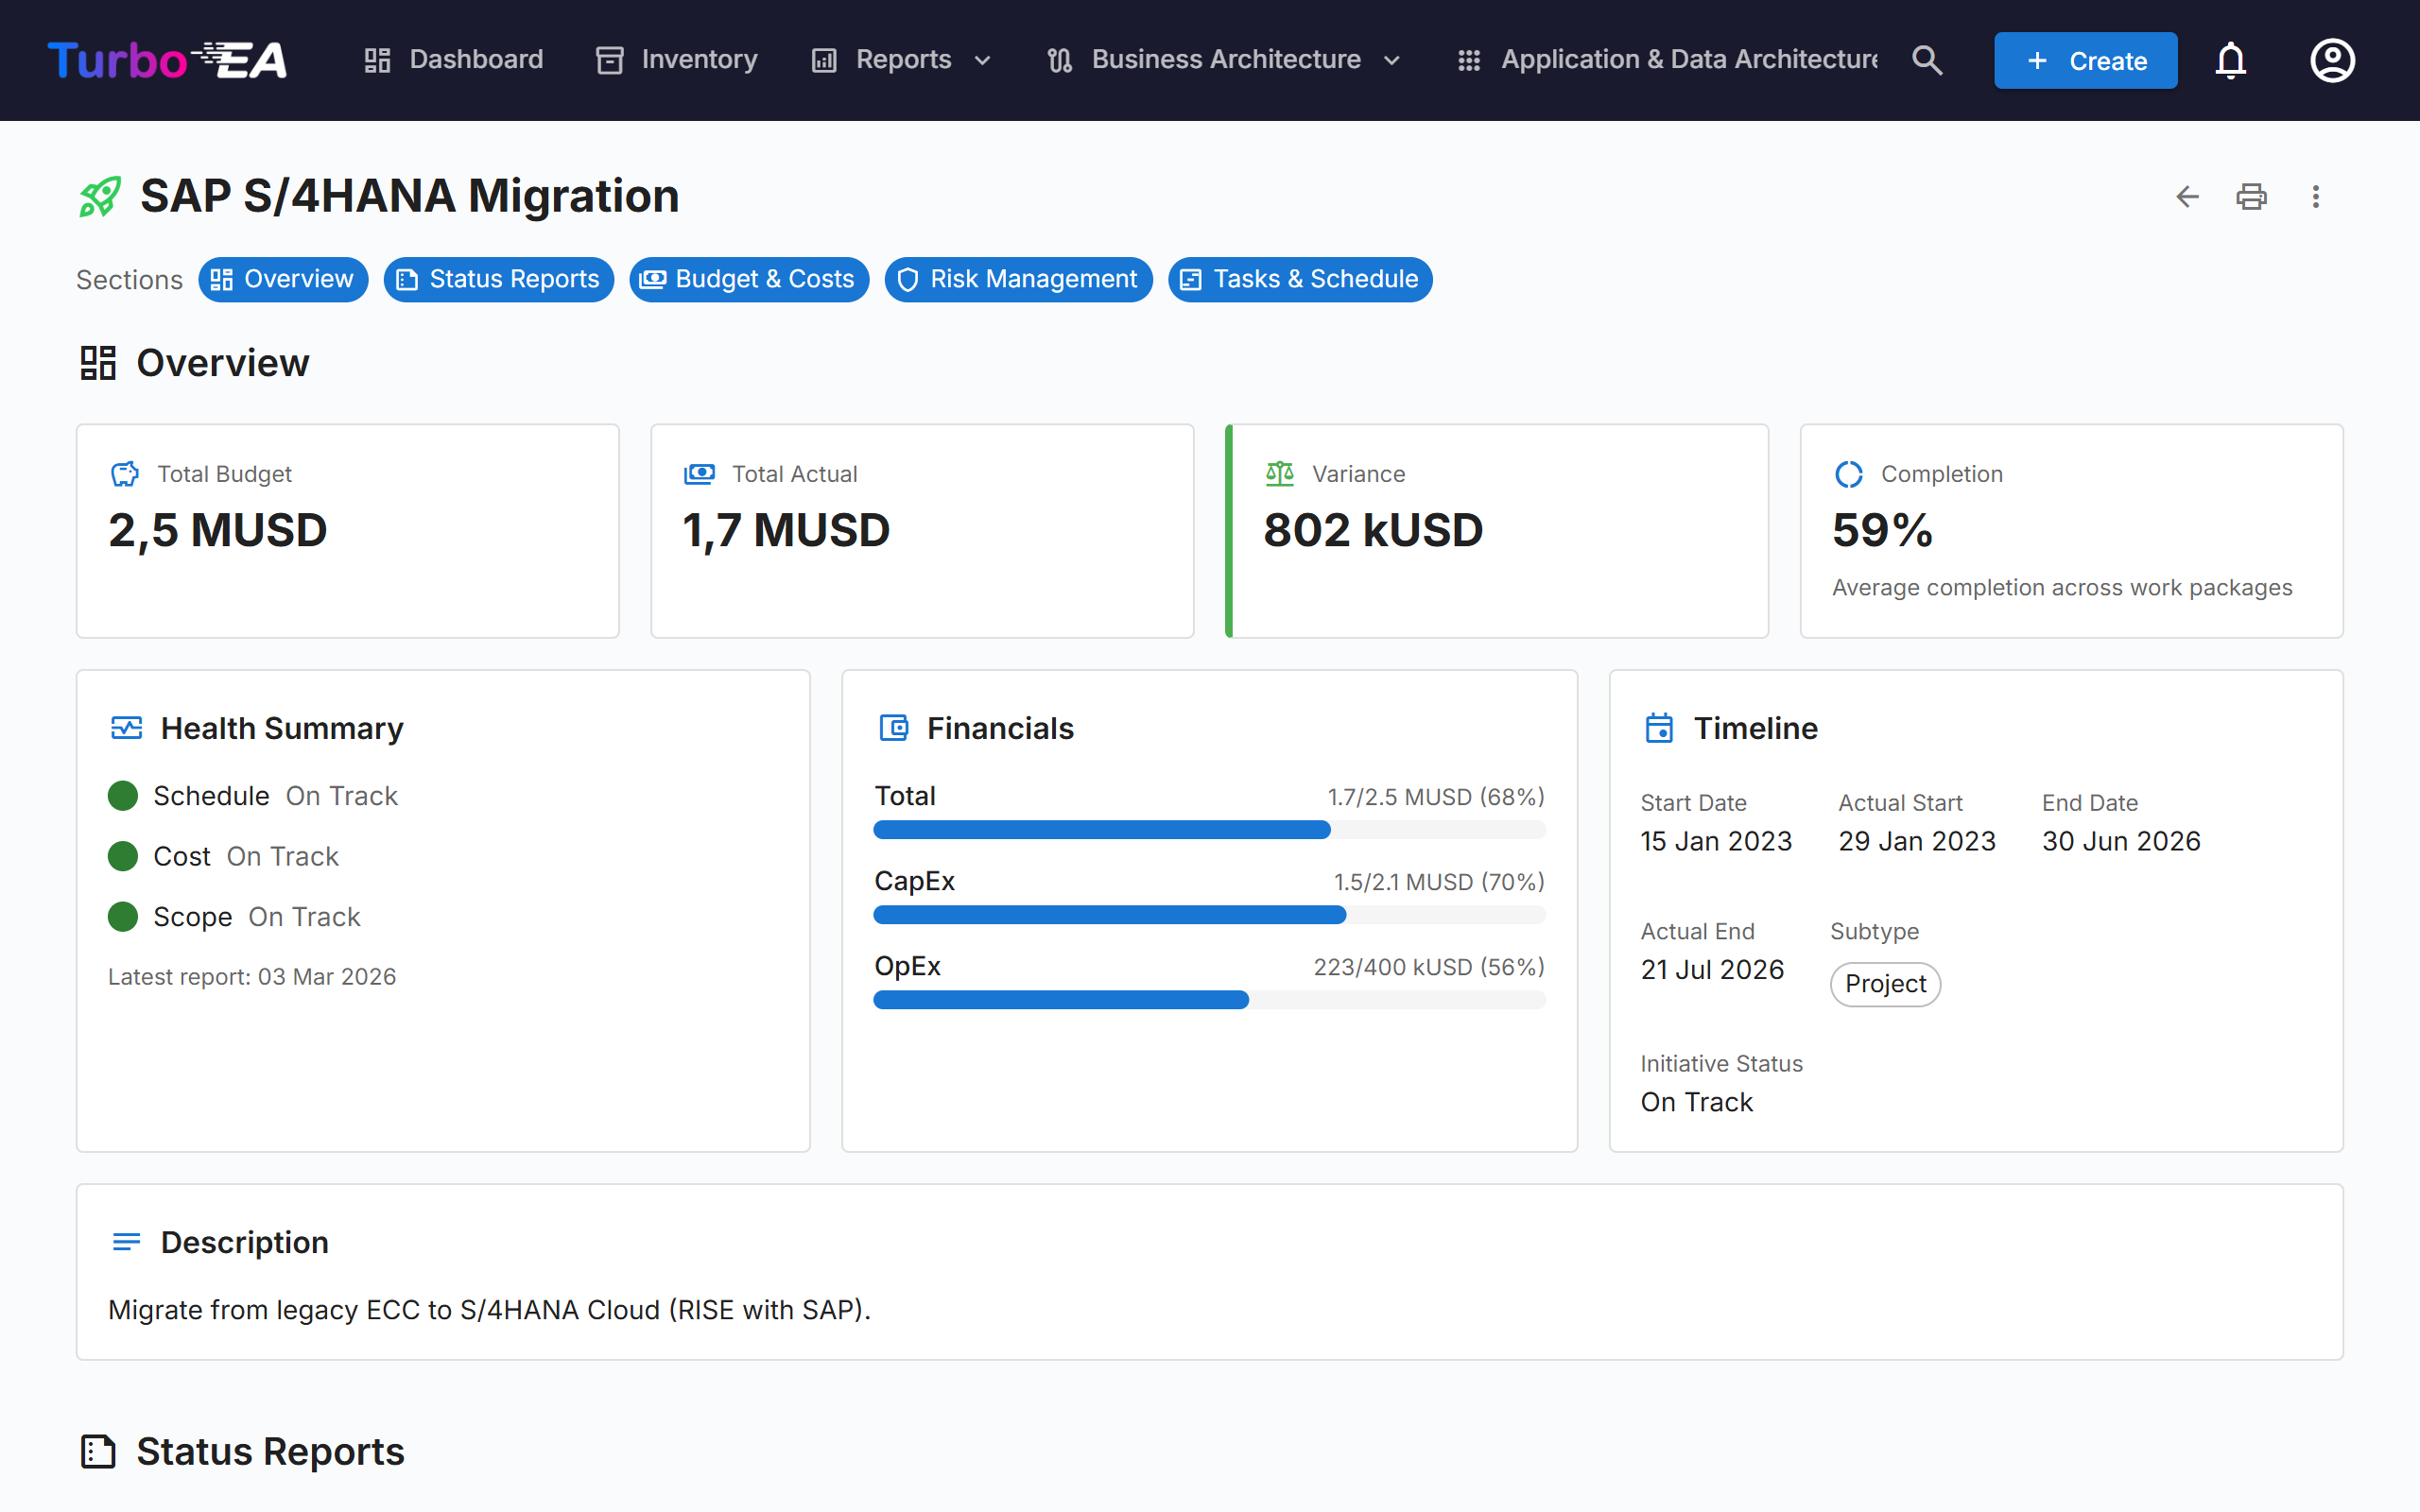 Turbo EA Dashboard Inventory Reports Business Architecture Application & Data Architecture Create
SAP S/4HANA Migration
Sections Overview Status Reports Budget & Costs Risk Management Tasks & Schedule
Overview
Total Budget
2,5 MUSD
Total Actual
1,7 MUSD
Variance
802 kUSD
Completion
59%
Average completion across work packages
Health Summary
Schedule On Track
Cost On Track
Scope On Track
Latest report: 03 Mar 2026
Financials
Total 1.7/2.5 MUSD (68%)
CapEx 1.5/2.1 MUSD (70%)
OpEx 223/400 kUSD (56%)
Timeline
Start Date Actual Start End Date
15 Jan 2023 29 Jan 2023 30 Jun 2026
Actual End Subtype
21 Jul 2026 Project
Initiative Status
On Track
Description
Migrate from legacy ECC to S/4HANA Cloud (RISE with SAP).
Status Reports